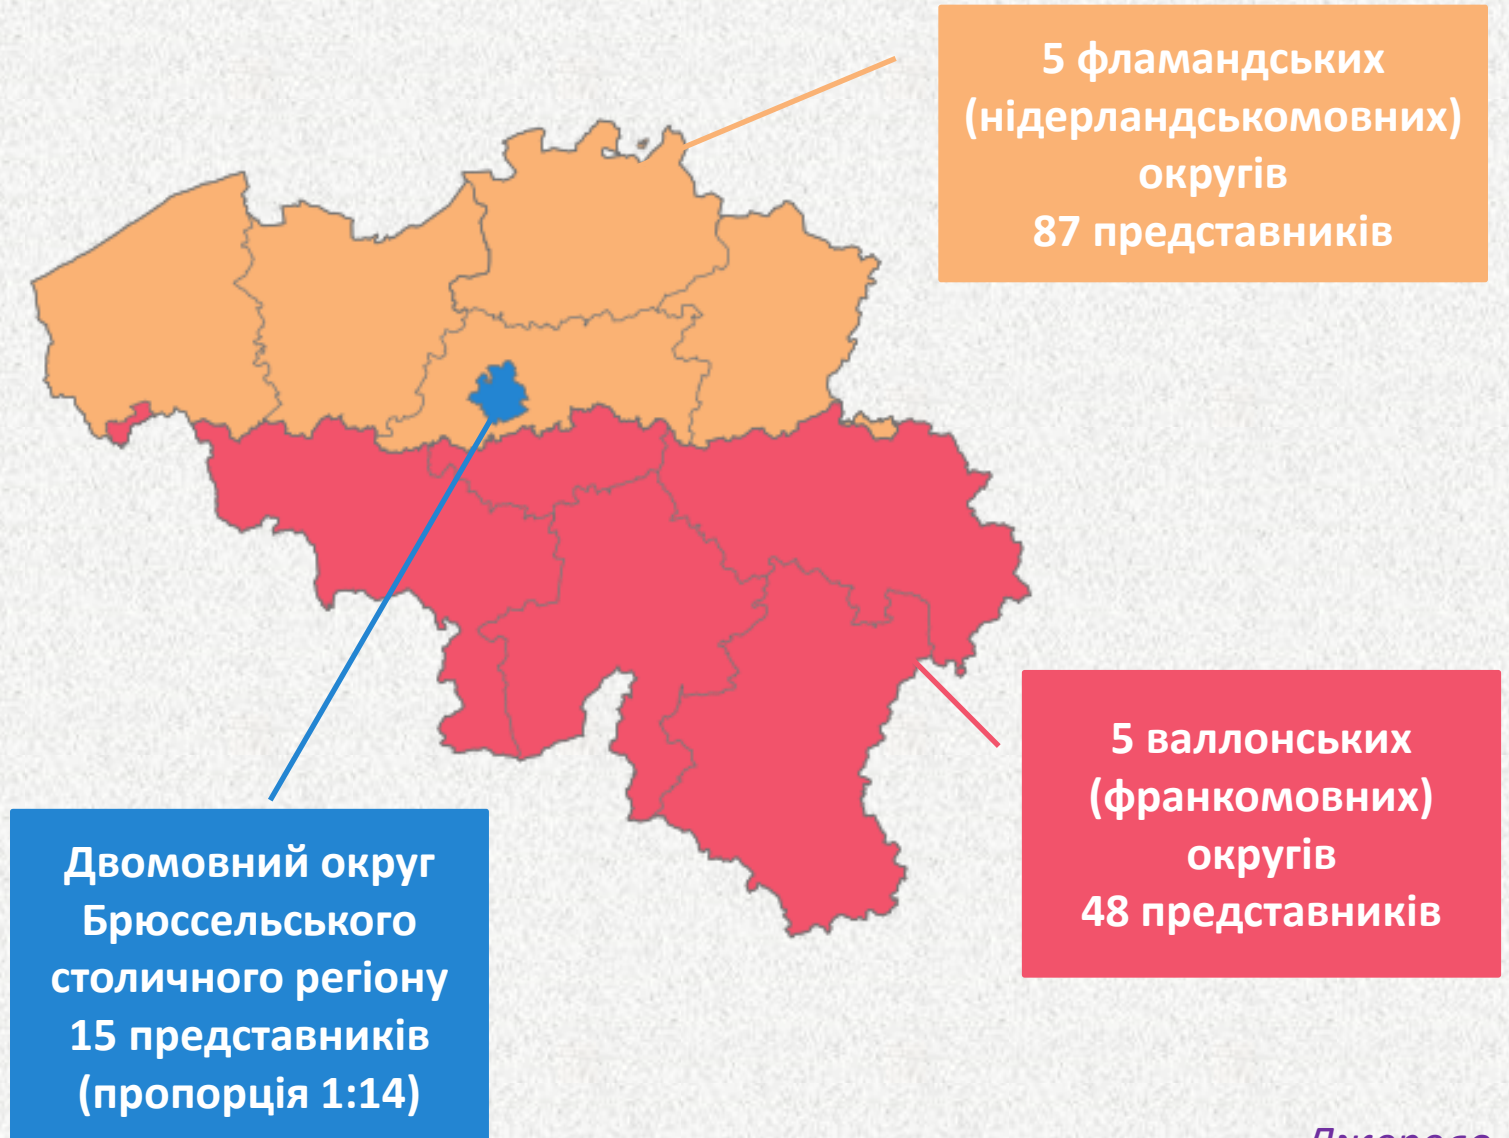 5 фламандських
(нідерландськомовних)
округів
87 представників
5 валлонських
(франкомовних)
округів
48 представників
Двомовний округ
Брюссельського
столичного регіону
15 представників
(пропорція 1:14)